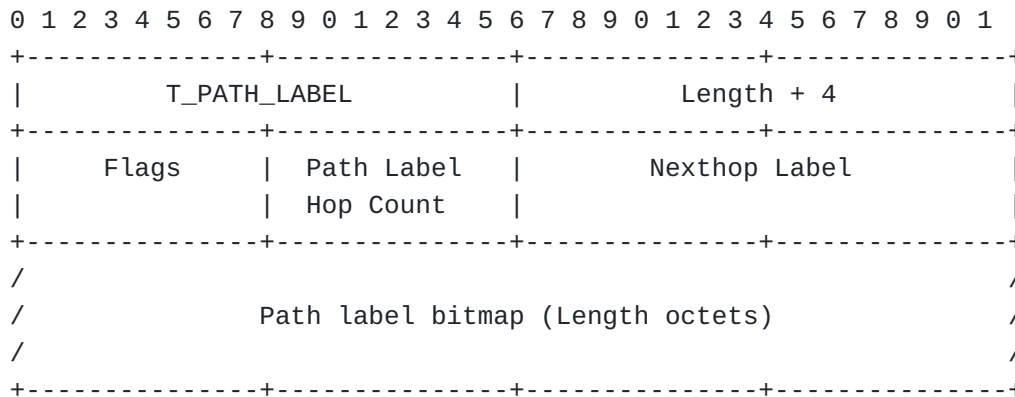 0 1 2 3 4 5 6 7 8 9 0 1 2 3 4 5 6 7 8 9 0 1 2 3 4 5 6 7 8 9 0 1
+---------------+---------------+---------------+---------------+
|         T_PATH_LABEL          |          Length + 4           |
+---------------+---------------+---------------+---------------+
|     Flags     |  Path Label   |        Nexthop Label          |
|               |  Hop Count    |                               |
+---------------+---------------+---------------+---------------+
/                                                               /
/               Path label bitmap (Length octets)               /
/                                                               /
+---------------+---------------+---------------+---------------+